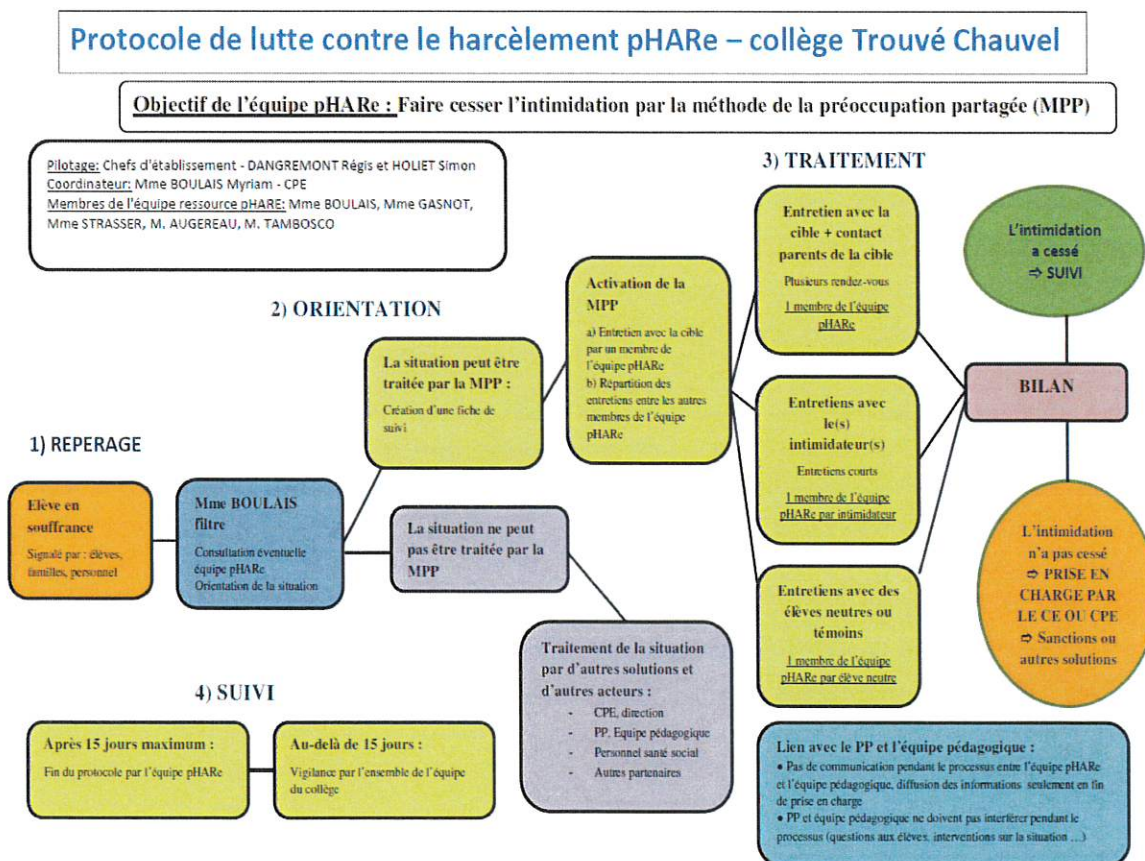 Protocole de lutte contre le harcèlement pHARe – collège Trouvé Chauvel
Objectif de l'équipe pHARe : Faire cesser l'intimidation par la méthode de la préoccupation partagée (MPP)
Pilotage: Chefs d'établissement - DANGREMONT Régis et HOLIET Simon
Coordinateur: Mme BOULAIS Myriam - CPE
Membres de l'équipe ressource pHARE: Mme BOULAIS, Mme GASNOT,
Mme STRASSER, M. AUGEREAU, M. TAMBOSCO
1) REPERAGE
Elève en
souffrance
Signalé par : élèves,
familles, personnel
Mme BOULAIS
filtre
Consultation éventuelle
équipe pHARe
Orientation de la situation
2) ORIENTATION
La situation peut être
traitée par la MPP :
Création d'une fiche de
suivi
La situation ne peut
pas être traitée par la
MPP
Traitement de la situation
par d'autres solutions et
d'autres acteurs :
- CPE, direction
- PP, Equipe pédagogique
- Personnel santé social
- Autres partenaires
Activation de la
MPP
a) Entretien avec la cible
par un membre de
l'équipe pHARe
b) Répartition des
entretiens entre les autres
membres de l'équipe
pHARe
3) TRAITEMENT
Entretien avec la
cible + contact
parents de la cible
Plusieurs rendez-vous
1 membre de l'équipe
pHARe
Entretiens avec
le(s)
intimidateur(s)
Entretiens courts
1 membre de l'équipe
pHARe par intimidateur
Entretiens avec des
élèves neutres ou
témoins
1 membre de l'équipe
pHARe par élève neutre
L'intimidation
a cessé
⇨ SUIVI
BILAN
L'intimidation
n'a pas cessé
⇨ PRISE EN
CHARGE PAR
LE CE OU CPE
⇨ Sanctions ou
autres solutions
4) SUIVI
Après 15 jours maximum :
Fin du protocole par l'équipe pHARe
Au-delà de 15 jours :
Vigilance par l'ensemble de l'équipe
du collège
Lien avec le PP et l'équipe pédagogique :
• Pas de communication pendant le processus entre l'équipe pHARe
et l'équipe pédagogique, diffusion des informations seulement en fin
de prise en charge
• PP et équipe pédagogique ne doivent pas interférer pendant le
processus (questions aux élèves, interventions sur la situation …)